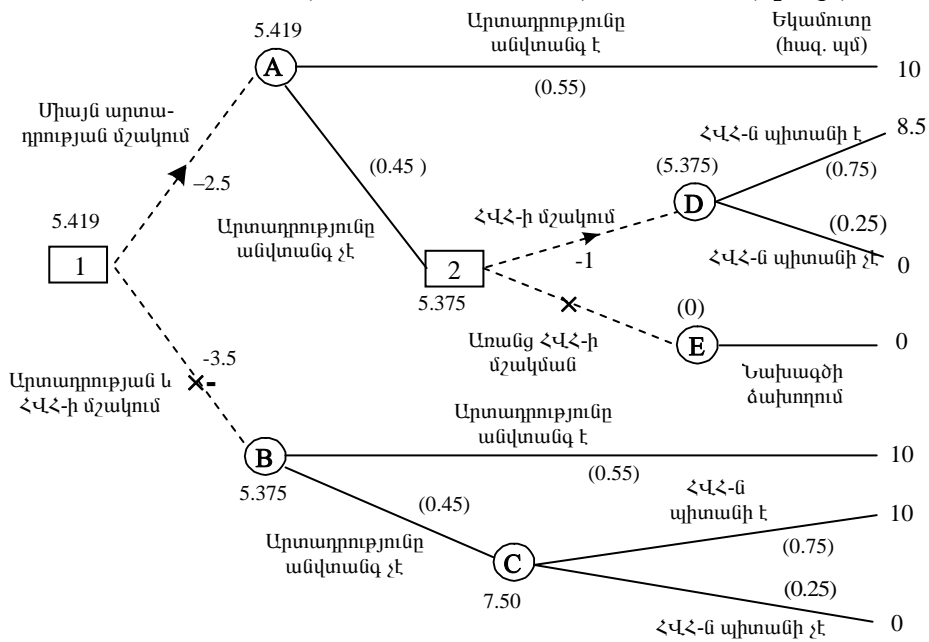 5.419
Արտադրությունը
անվտանգ է
Եկամուտը
(հազ. պմ)
A
(0.55)
10
Միայն արտա-
դրության մշակում
–2.5
(0.45 )
ՀՎՀ-ն պիտանի է
8.5
(5.375)
(0.75)
D
(0.25)
ՀՎՀ-ն պիտանի չէ
0
5.419
1
Արտադրությունը
անվտանգ չէ
ՀՎՀ-ի մշակում
-1
2
5.375
(0)
E
0
Առանց ՀՎՀ-ի
մշակման
Նախագծի
ձախողում
-3.5
Արտադրության և
ՀՎՀ-ի մշակում
Արտադրությունը
անվտանգ է
B
5.375
(0.55)
10
(0.45)
Արտադրությունը
անվտանգ չէ
ՀՎՀ-ն
պիտանի է
10
(0.75)
C
7.50
(0.25)
ՀՎՀ-ն պիտանի չէ
0